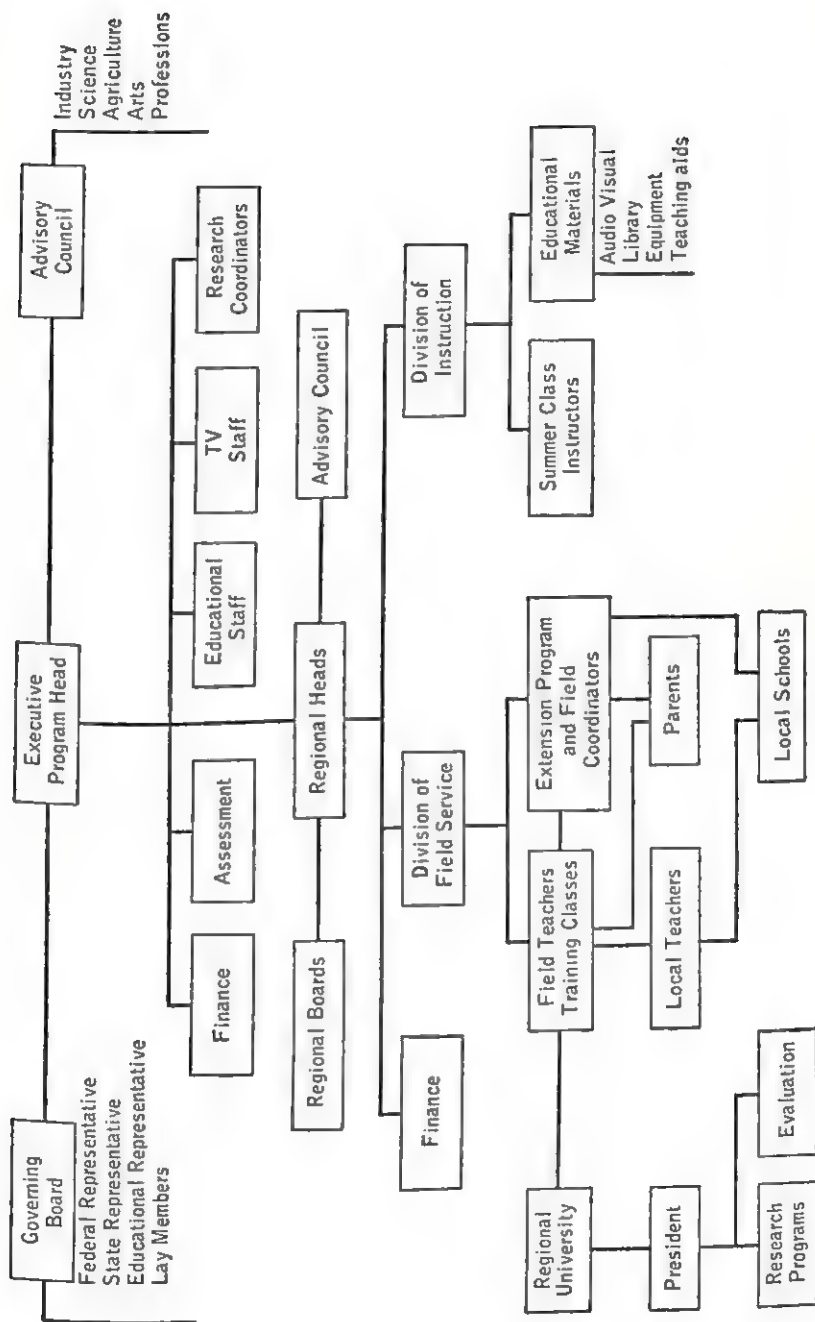 Governing
Board
Federal Representative
State Representative
Educational Representative
Lay Members
Executive
Program Head
Advisory
Council
Industry
Science
Agriculture
Arts
Professions
Finance
Assessment
Educational
Staff
TV
Staff
Research
Coordinators
Regional Boards
Regional Heads
Advisory Council
Finance
Division of
Field Service
Division of
Instruction
Regional
University
Field Teachers
Training Classes
Extension Program
and Field
Coordinators
Summer Class
Instructors
Educational
Materials
Audio Visual
Library
Equipment
Teaching aids
President
Local Teachers
Parents
Research
Programs
Evaluation
Local Schools